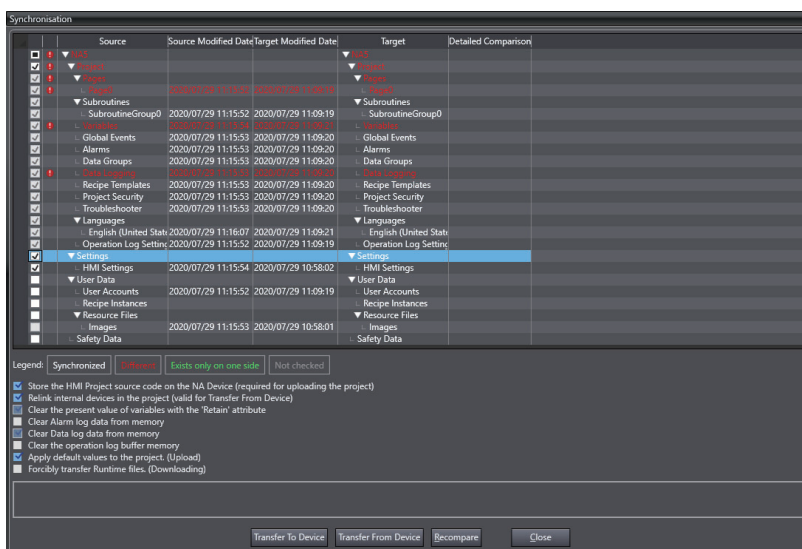 Synchronisation
Source Source Modified Date Target Modified Date Target Detailed Comparison
Project Project
Subroutines Subroutines
SubroutineGroup0 2020/07/29 11:15:52 2020/07/29 11:09:19 SubroutineGroup0
Global Events 2020/07/29 11:15:53 2020/07/29 11:09:20 Global Events
Alarms 2020/07/29 11:15:53 2020/07/29 11:09:20 Alarms
Data Groups 2020/07/29 11:15:53 2020/07/29 11:09:20 Data Groups
Data Logging Data Logging
Recipe Templates 2020/07/29 11:15:53 2020/07/29 11:09:20 Recipe Templates
Project Security 2020/07/29 11:15:53 2020/07/29 11:09:20 Project Security
Troubleshooter 2020/07/29 11:15:53 2020/07/29 11:09:20 Troubleshooter
Languages Languages
English (United State 2020/07/29 11:16:07 2020/07/29 11:09:21 English (United State
Operation Log Setting 2020/07/29 11:15:52 2020/07/29 11:09:19 Operation Log Setting
Settings Settings
HMI Settings 2020/07/29 11:15:54 2020/07/29 10:58:02 HMI Settings
User Data User Data
User Accounts 2020/07/29 11:15:52 2020/07/29 11:09:19 User Accounts
Recipe Instances Recipe Instances
Resource Files Resource Files
Images 2020/07/29 11:15:53 2020/07/29 10:58:01 Images
Safety Data Safety Data
Legend: Synchronized Different Exists only on one side Not checked
Store the HMI Project source code on the NA Device (required for uploading the project)
Relink internal devices in the project (valid for Transfer From Device)
Clear the present value of variables with the 'Retain' attribute
Clear Alarm log data from memory
Clear Data log data from memory
Clear the operation log buffer memory
Apply default values to the project. (Upload)
Forcibly transfer Runtime files. (Downloading)
Transfer To Device Transfer From Device Recompare Close